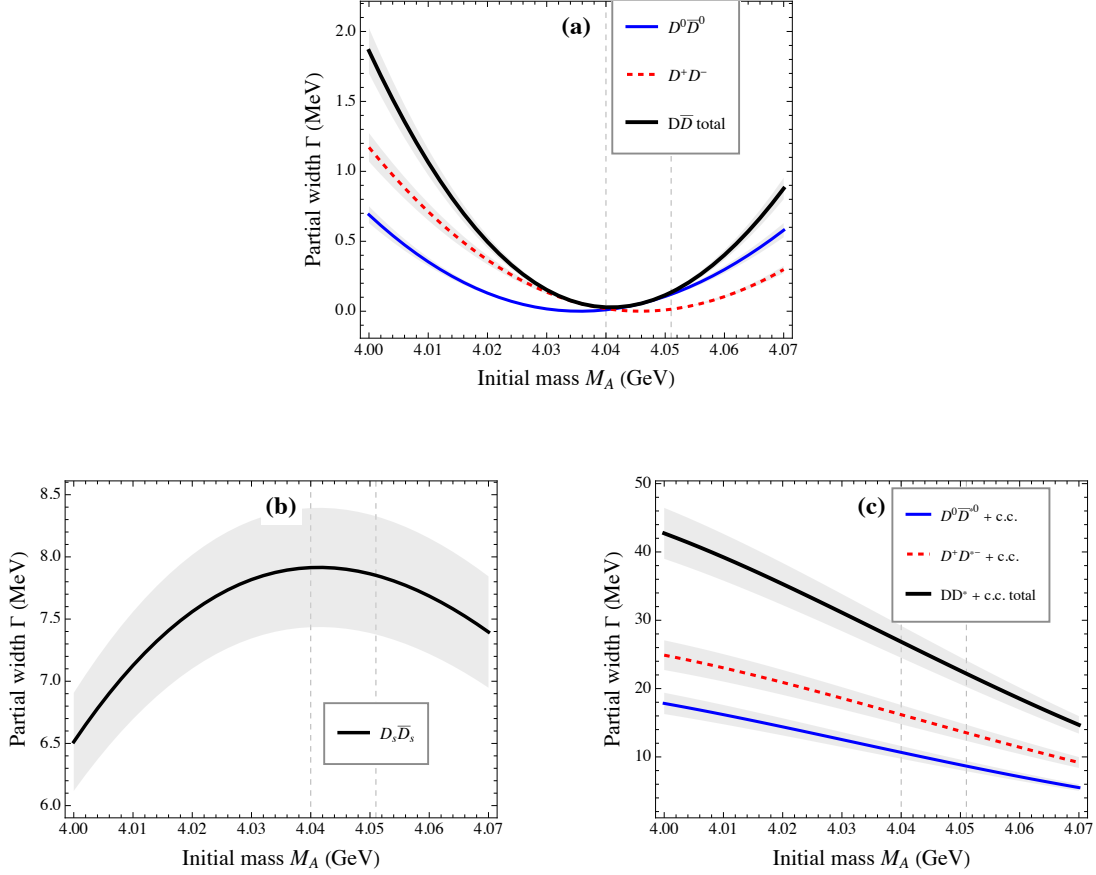 (a)
D⁰D̅⁰
D⁺D⁻
DD̅ total
Partial width Γ (MeV)
2.0
1.5
1.0
0.5
0.0
4.00 4.01 4.02 4.03 4.04 4.05 4.06 4.07
Initial mass M_A (GeV)
(b)
D_sD̅_s
Partial width Γ (MeV)
8.5
8.0
7.5
7.0
6.5
6.0
4.00 4.01 4.02 4.03 4.04 4.05 4.06 4.07
Initial mass M_A (GeV)
(c)
D⁰D̅*⁰ + c.c.
D⁺D*⁻ + c.c.
DD* + c.c. total
Partial width Γ (MeV)
50
40
30
20
10
4.00 4.01 4.02 4.03 4.04 4.05 4.06 4.07
Initial mass M_A (GeV)